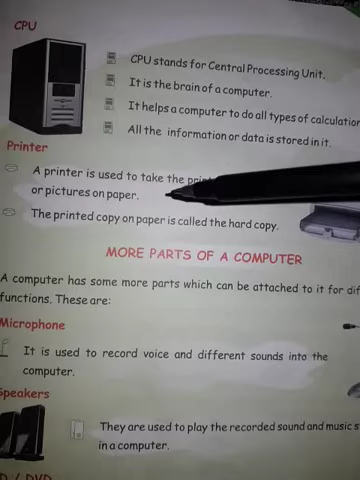 CPU
CPU stands for Central Processing Unit.
It is the brain of a computer.
It helps a computer to do all types of
All the information or data is stored in it.
Printer
A printer is used to take the
or pictures on paper.
The printed copy on paper is called the hard copy.
MORE PARTS OF A COMPUTER
A computer has some more parts which can be attached to it for
functions. These are:
Microphone
It is used to record voice and different sounds into the
computer.
Speakers
They are used to play the recorded sound and music
in a computer.